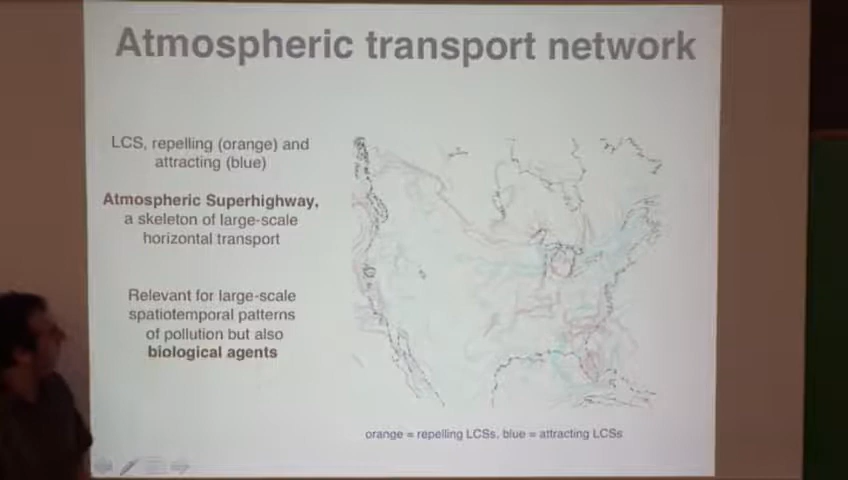 Atmospheric transport network
LCS, repelling (orange) and
attracting (blue)
Atmospheric Superhighway,
a skeleton of large-scale
horizontal transport
Relevant for large-scale
spatiotemporal patterns
of pollution but also
biological agents
orange = repelling LCSs, blue = attracting LCSs